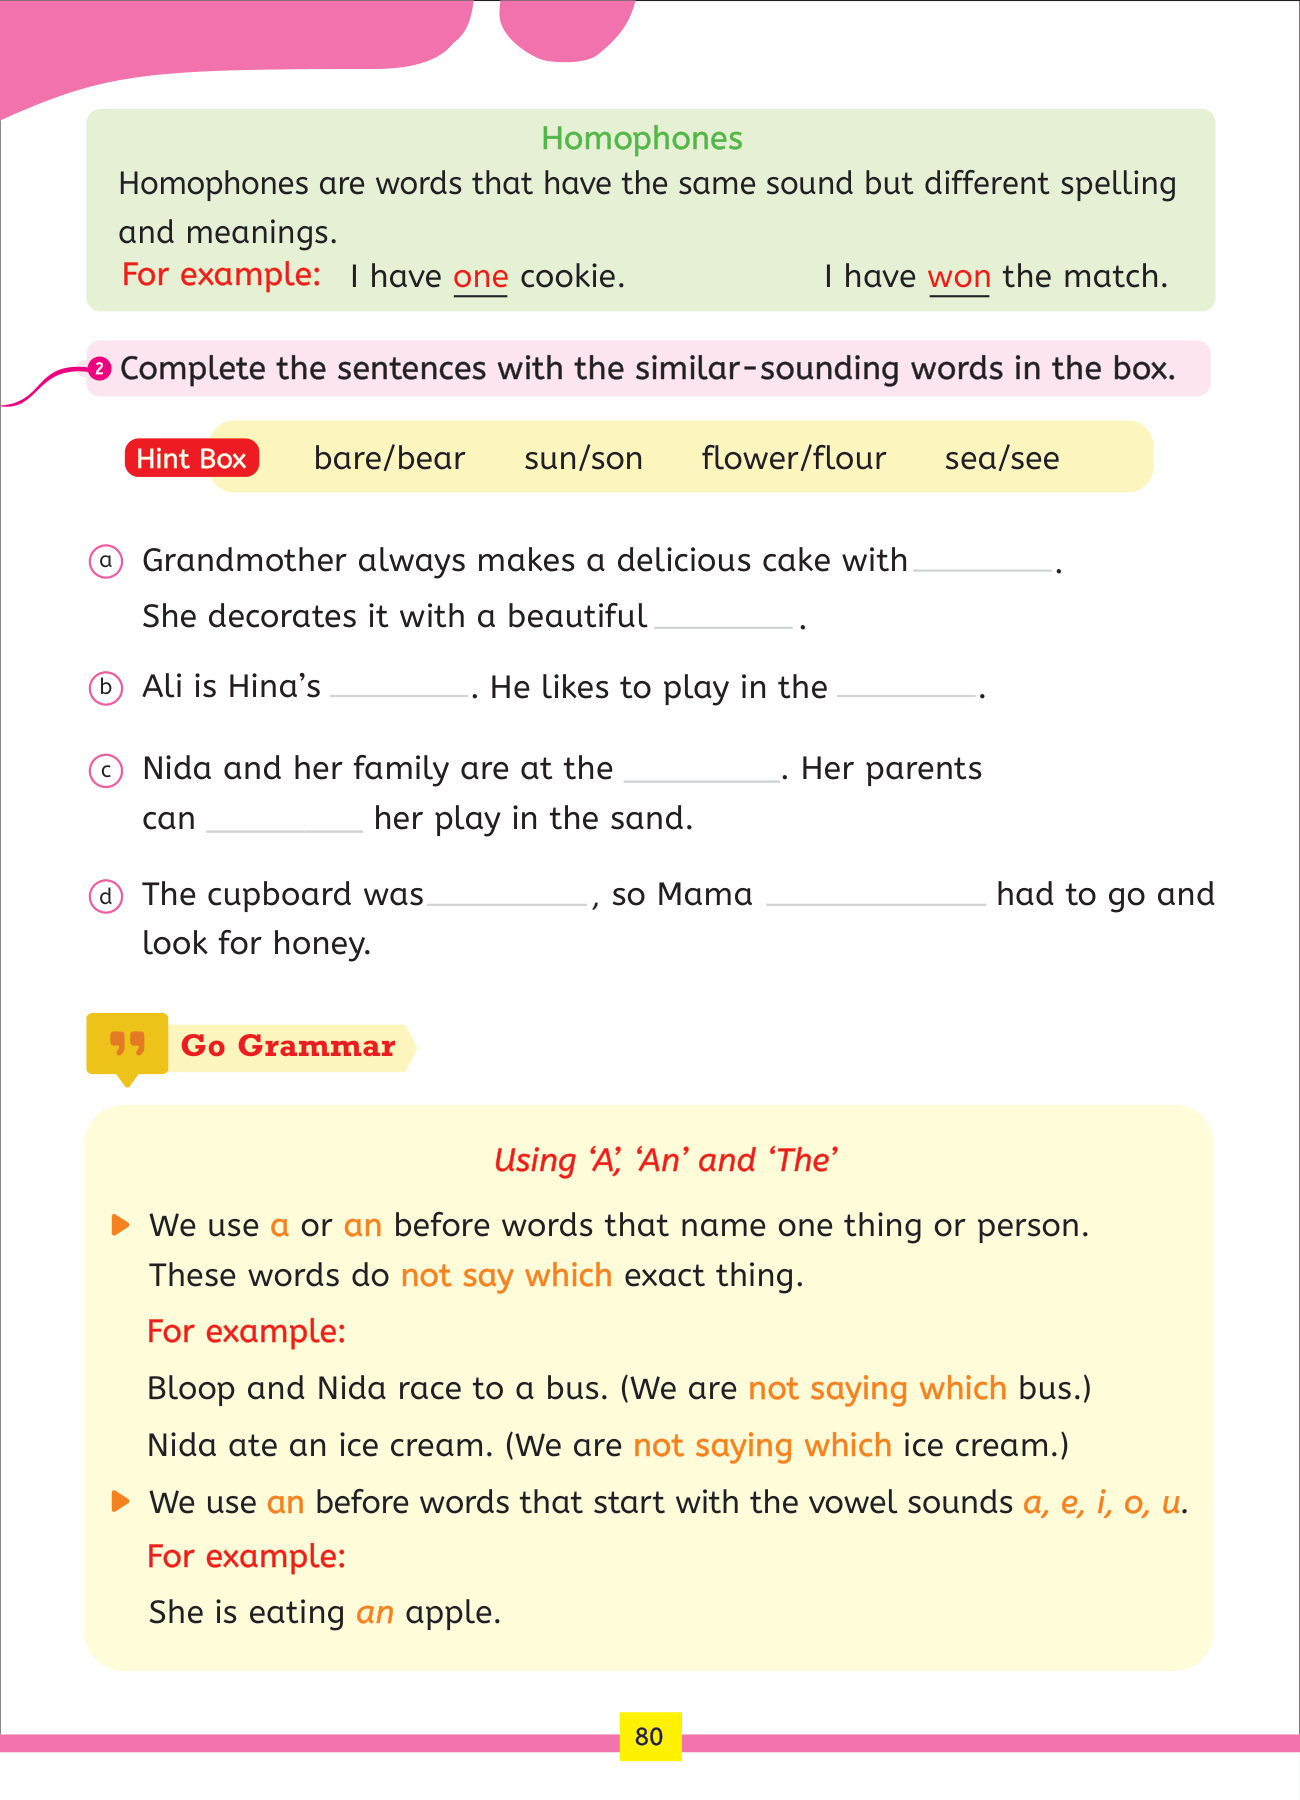 Homophones
Homophones are words that have the same sound but different spelling
and meanings.
For example: I have one cookie. I have won the match.
2 Complete the sentences with the similar-sounding words in the box.
Hint Box bare/bear sun/son flower/flour sea/see
a Grandmother always makes a delicious cake with __________.
She decorates it with a beautiful __________.
b Ali is Hina’s __________. He likes to play in the __________.
c Nida and her family are at the __________. Her parents
can __________ her play in the sand.
d The cupboard was __________, so Mama __________ had to go and
look for honey.
Go Grammar
Using ‘A’, ‘An’ and ‘The’
We use a or an before words that name one thing or person.
These words do not say which exact thing.
For example:
Bloop and Nida race to a bus. (We are not saying which bus.)
Nida ate an ice cream. (We are not saying which ice cream.)
We use an before words that start with the vowel sounds a, e, i, o, u.
For example:
She is eating an apple.
80